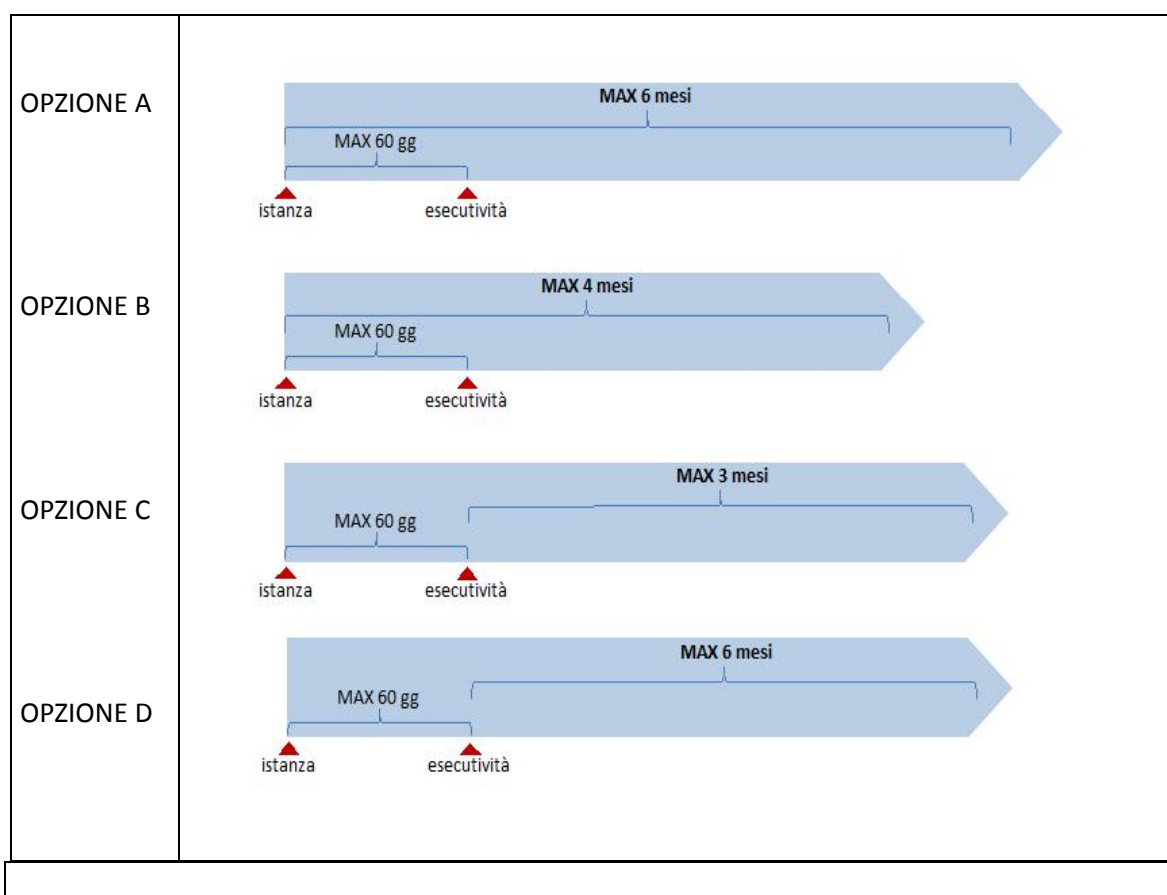 OPZIONE A
MAX 6 mesi
MAX 60 gg
istanza esecutività
OPZIONE B
MAX 4 mesi
MAX 60 gg
istanza esecutività
OPZIONE C
MAX 3 mesi
MAX 60 gg
istanza esecutività
OPZIONE D
MAX 6 mesi
MAX 60 gg
istanza esecutività